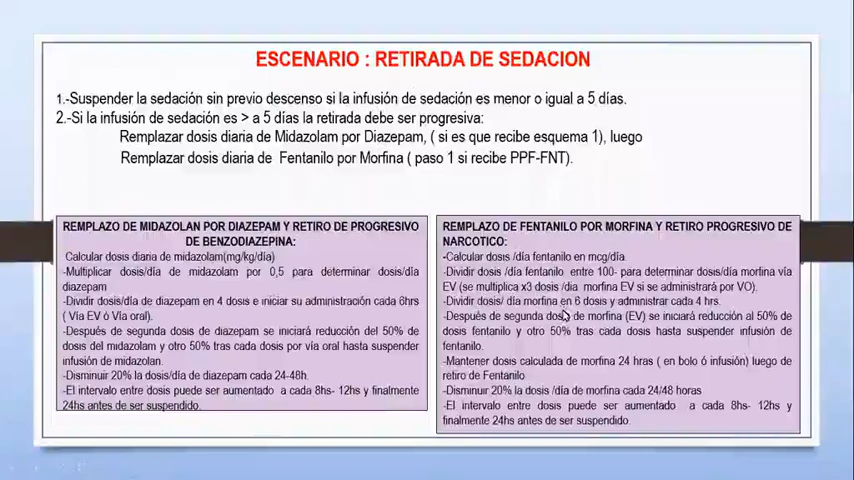 ESCENARIO : RETIRADA DE SEDACION
1.-Suspender la sedación sin previo descenso si la infusión de sedación es menor o igual a 5 días.
2.-Si la infusión de sedación es > a 5 días la retirada debe ser progresiva:
Remplazar dosis diaria de Midazolam por Diazepam, ( si es que recibe esquema 1), luego
Remplazar dosis diaria de Fentanilo por Morfina ( paso 1 si recibe PPF-FNT).
REMPLAZO DE MIDAZOLAN POR DIAZEPAM Y RETIRO DE PROGRESIVO
DE BENZODIAZEPINA:
Calcular dosis diaria de midazolam(mg/kg/día)
-Multiplicar dosis/día de midazolam por 0,5 para determinar dosis/día
diazepam
-Dividir dosis/día de diazepam en 4 dosis e iniciar su administración cada 6hrs
( Vía EV ó Vía oral).
-Después de segunda dosis de diazepam se iniciará reducción del 50% de
dosis del midazolam y otro 50% tras cada dosis por vía oral hasta suspender
infusión de midazolan.
-Disminuir 20% la dosis/día de diazepam cada 24-48h.
-El intervalo entre dosis puede ser aumentado a cada 8hs- 12hs y finalmente
24hs antes de ser suspendido.
REMPLAZO DE FENTANILO POR MORFINA Y RETIRO PROGRESIVO DE
NARCOTICO:
-Calcular dosis /día fentanilo en mcg/día.
-Dividir dosis /día fentanilo entre 100- para determinar dosis/día morfina vía
EV (se multiplica x3 dosis /día morfina EV si se administrará por VO).
-Dividir dosis/ día morfina en 6 dosis y administrar cada 4 hrs.
-Después de segunda dosis de morfina (EV) se iniciará reducción al 50% de
dosis fentanilo y otro 50% tras cada dosis hasta suspender infusión de
fentanilo.
-Mantener dosis calculada de morfina 24 hras ( en bolo ó infusión) luego de
retiro de Fentanilo
-Disminuir 20% la dosis /día de morfina cada 24/48 horas
-El intervalo entre dosis puede ser aumentado a cada 8hs- 12hs y
finalmente 24hs antes de ser suspendido.